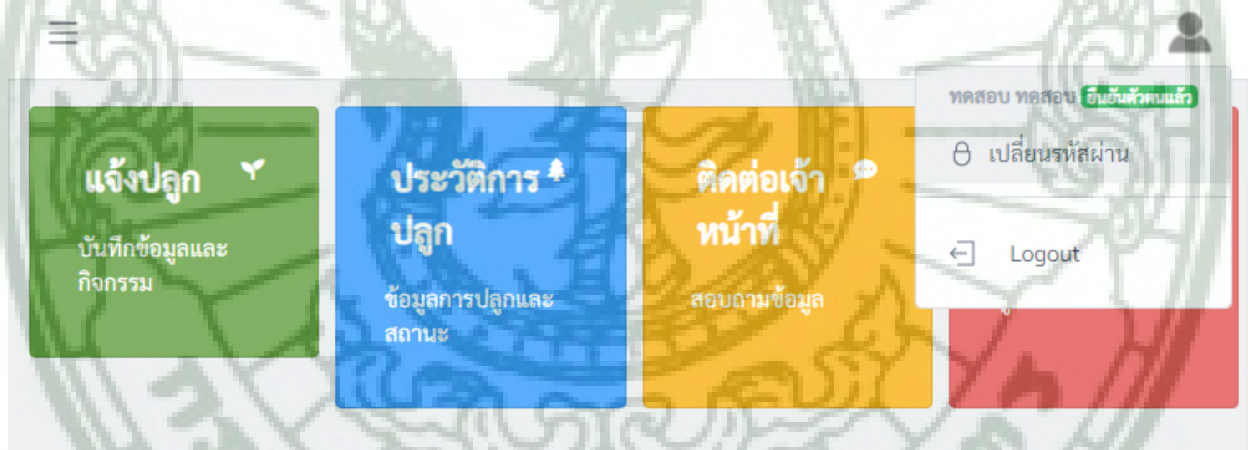 ทดสอบ ทดสอบ ยืนยันตัวตนแล้ว
เปลี่ยนรหัสผ่าน
Logout
แจ้งปลูก
บันทึกข้อมูลและ
กิจกรรม
ประวัติการ
ปลูก
ข้อมูลการปลูกและ
สถานะ
ติดต่อเจ้า
หน้าที่
สอบถามข้อมูล